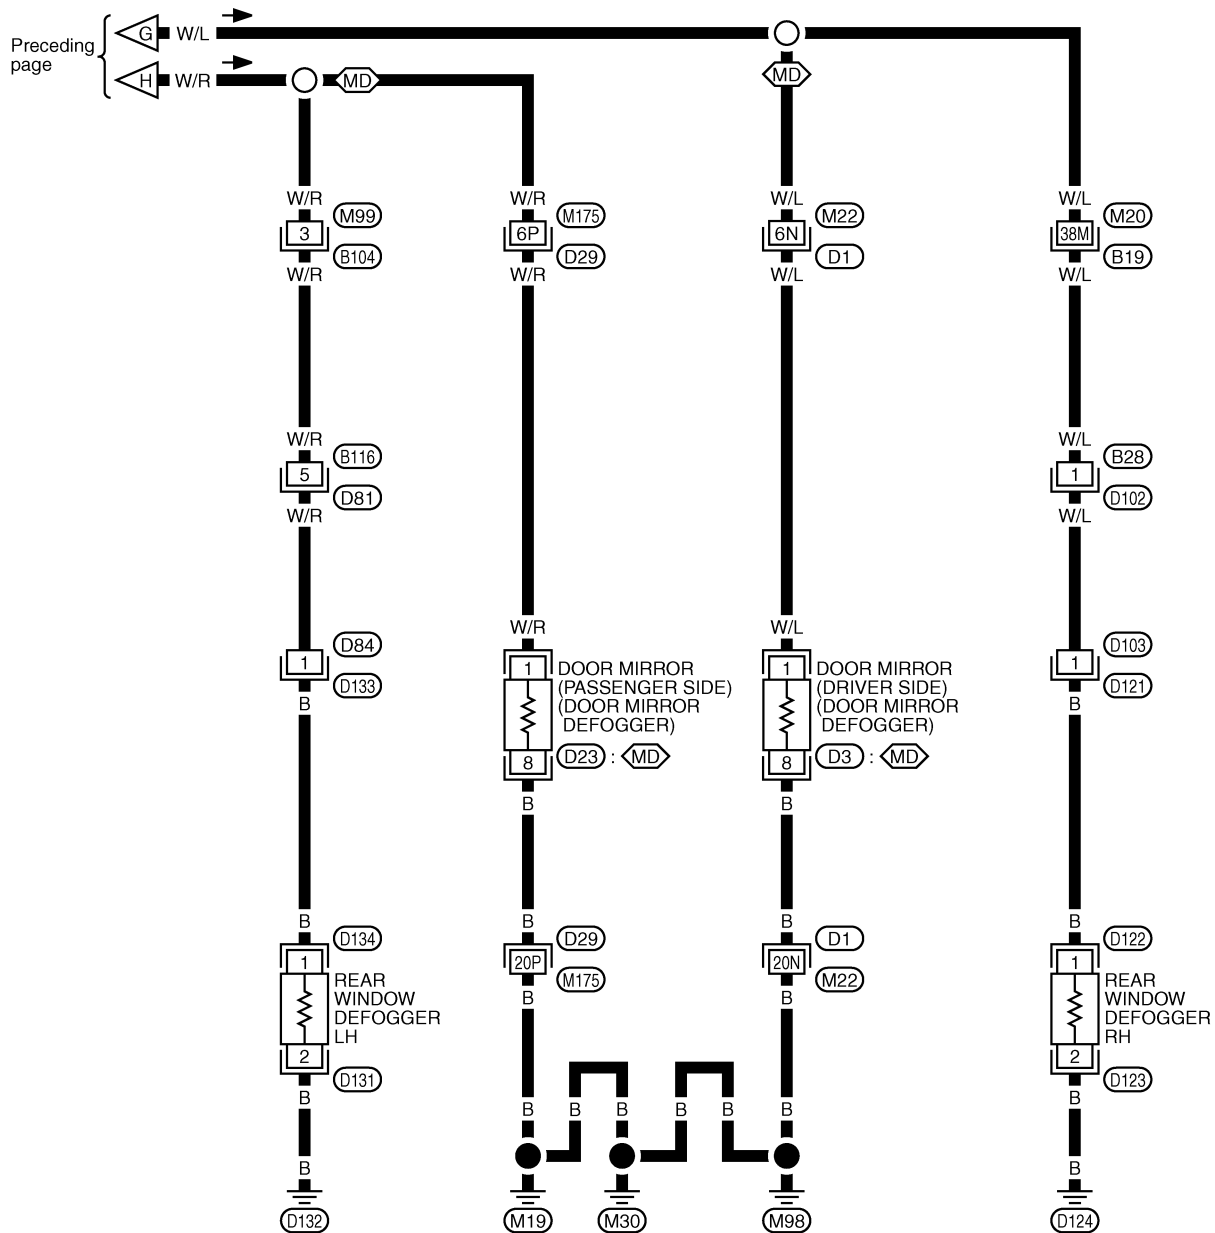 Preceding
page
G W/L
H W/R
MD
MD
W/R W/R W/L W/L
3 M99
B104
6P M175
D29
6N M22
D1
38M M20
B19
W/R W/R W/L W/L
W/R W/L
5 B116
D81
1 B28
D102
W/R W/L
W/R W/L
1 D84
D133
1 D103
D121
B B
1 DOOR MIRROR
(PASSENGER SIDE)
(DOOR MIRROR
DEFOGGER)
8 D23 : MD
1 DOOR MIRROR
(DRIVER SIDE)
(DOOR MIRROR
DEFOGGER)
8 D3 : MD
B B
B B B B
D134
1 REAR
WINDOW
DEFOGGER
LH
2
D131
D29
20P
M175
D1
20N
M22
D122
1 REAR
WINDOW
DEFOGGER
RH
2
D123
B B
B B
B B B B B B
B B
D132 M19 M30 M98 D124